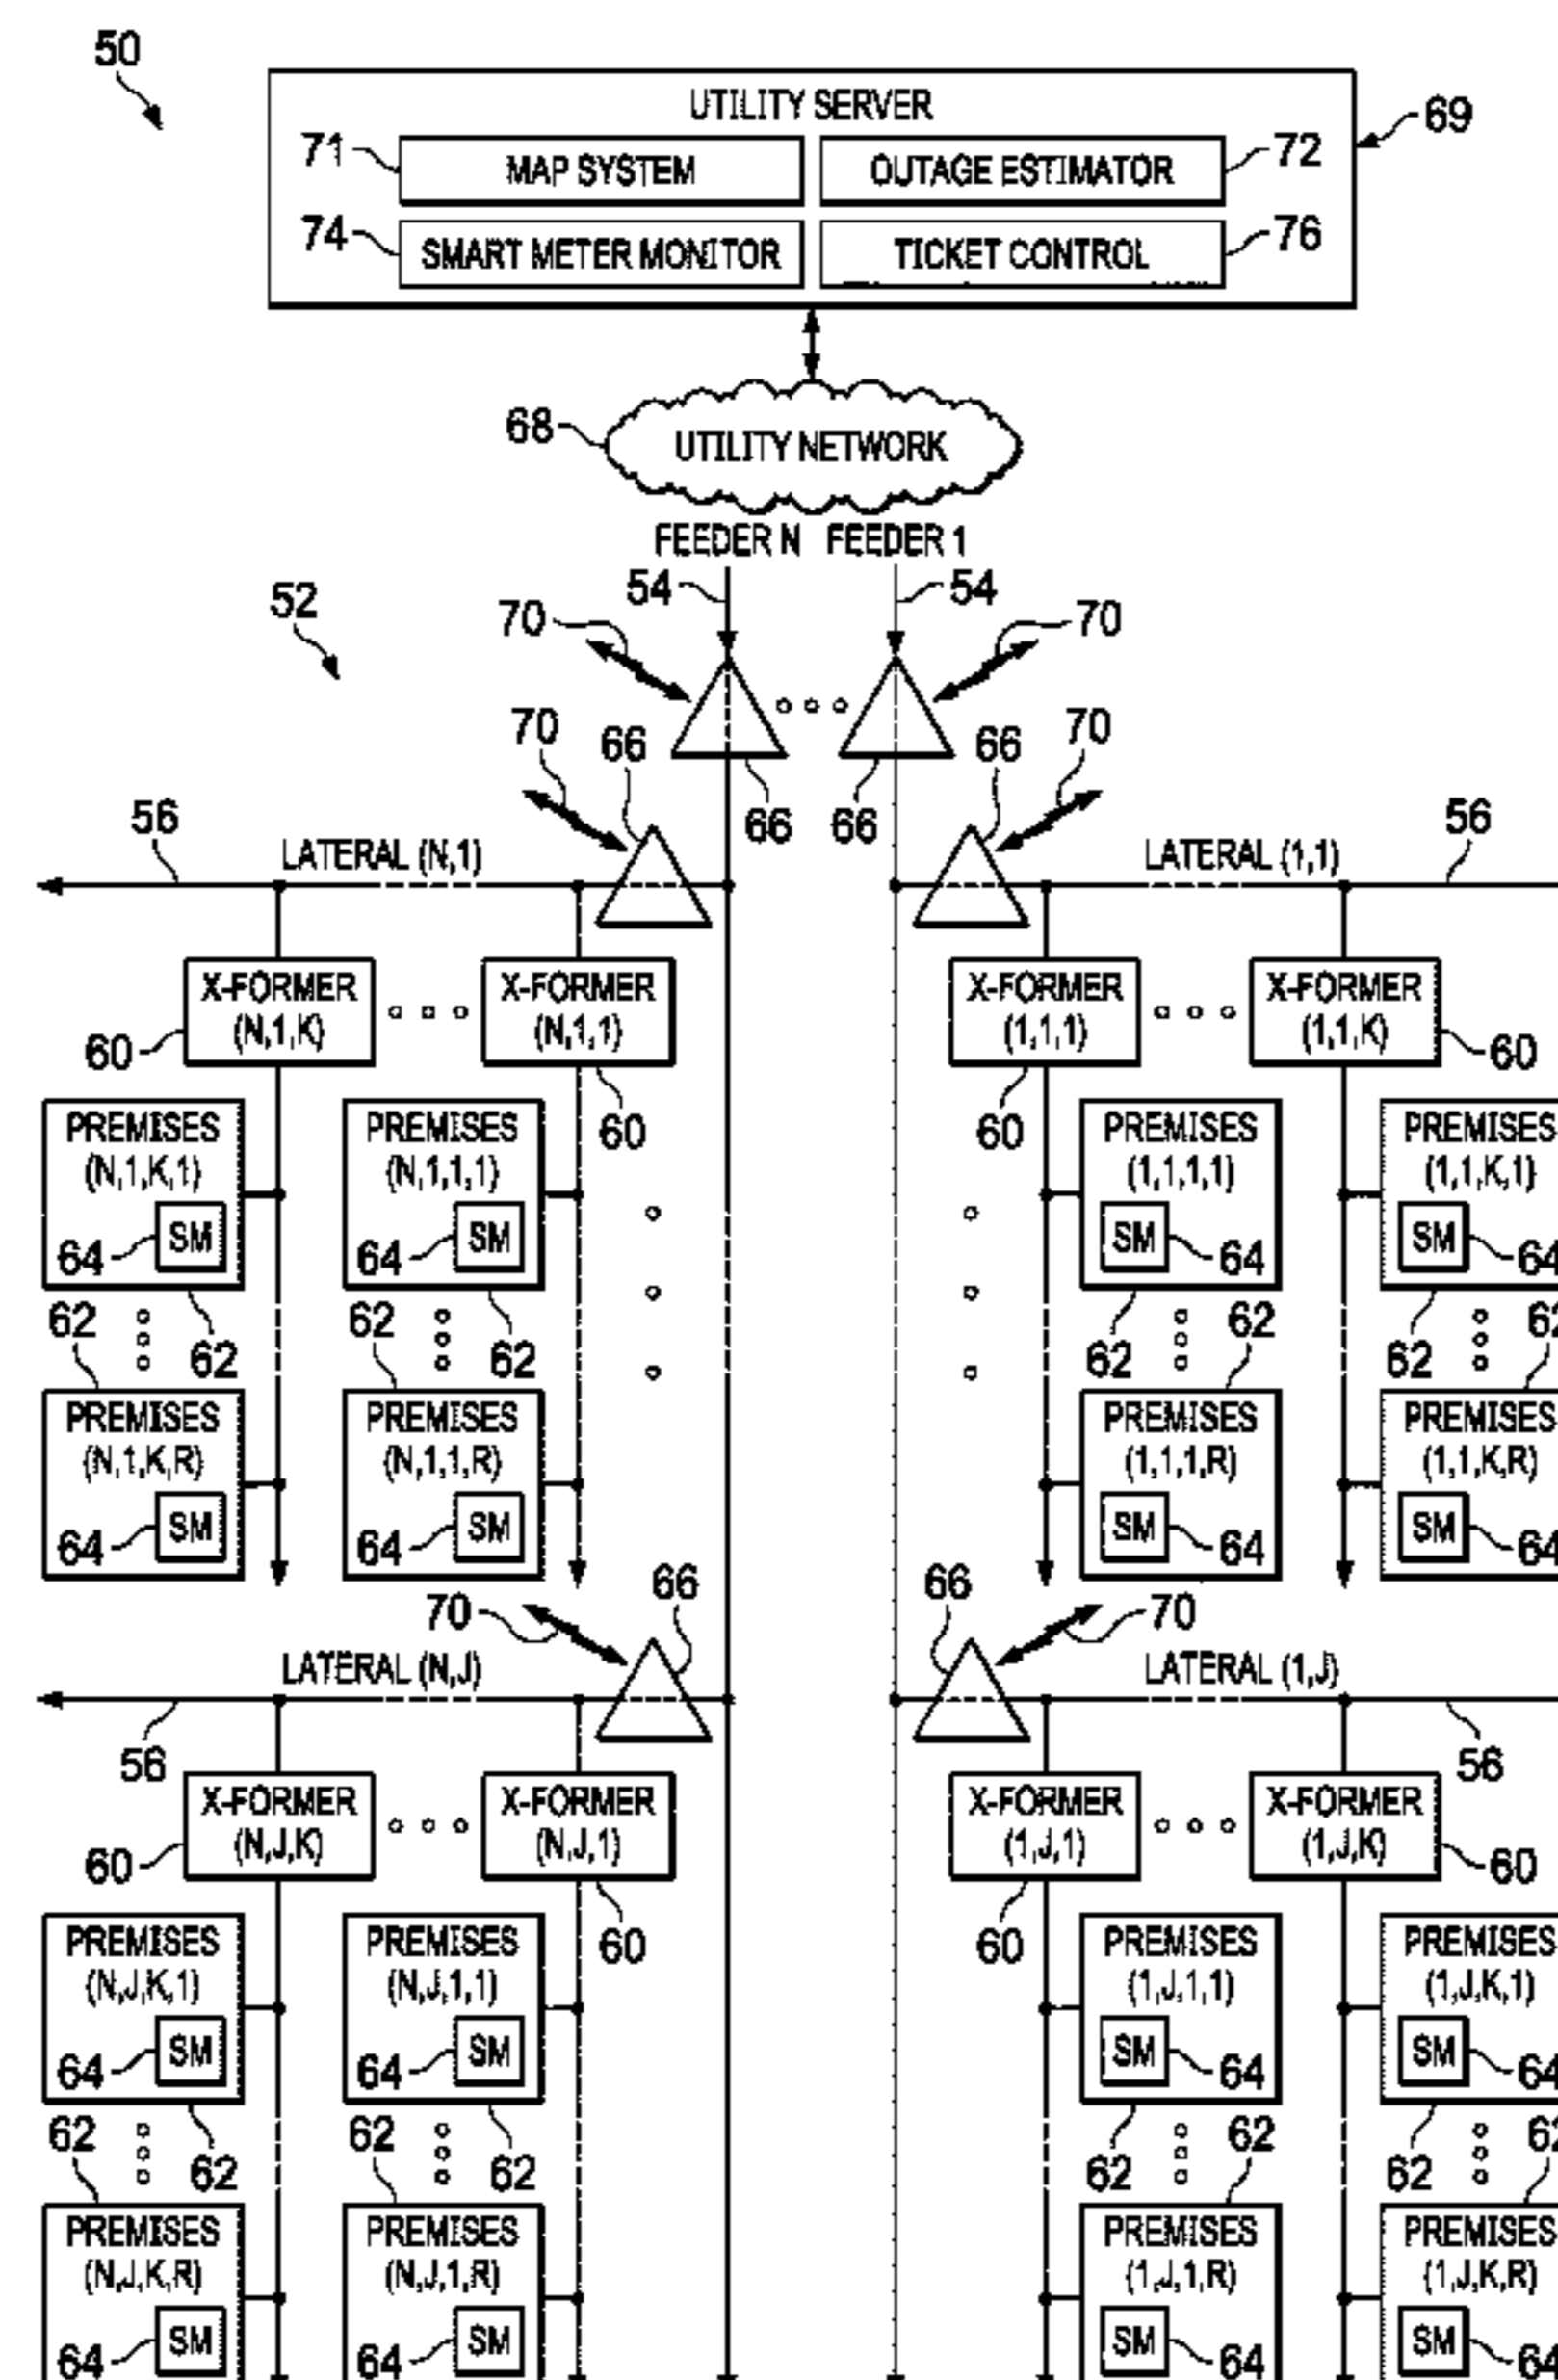 50
UTILITY SERVER
69
71 MAP SYSTEM OUTAGE ESTIMATOR 72
74 SMART METER MONITOR TICKET CONTROL 76
68 UTILITY NETWORK
FEEDER N FEEDER 1
52 70 54 54 70
70 66 66 70
66 66
56 LATERAL (N,1) LATERAL (1,1) 56
X-FORMER X-FORMER X-FORMER X-FORMER
(N,1,K) (N,1,1) (1,1,1) (1,1,K)
60 60
60 60
PREMISES PREMISES PREMISES PREMISES
(N,1,K,1) (N,1,1,1) (1,1,1,1) (1,1,K,1)
SM SM SM SM
64 64 64 64
62 62 62 62
62 62 62 62
PREMISES PREMISES PREMISES PREMISES
(N,1,K,R) (N,1,1,R) (1,1,1,R) (1,1,K,R)
SM SM SM SM
64 64 64 64
70 66 66 70
LATERAL (N,J) LATERAL (1,J)
56 56
X-FORMER X-FORMER X-FORMER X-FORMER
(N,J,K) (N,J,1) (1,J,1) (1,J,K)
60 60
60 60
PREMISES PREMISES PREMISES PREMISES
(N,J,K,1) (N,J,1,1) (1,J,1,1) (1,J,K,1)
SM SM SM SM
64 64 64 64
62 62 62 62
62 62 62 62
PREMISES PREMISES PREMISES PREMISES
(N,J,K,R) (N,J,1,R) (1,J,1,R) (1,J,K,R)
SM SM SM SM
64 64 64 64